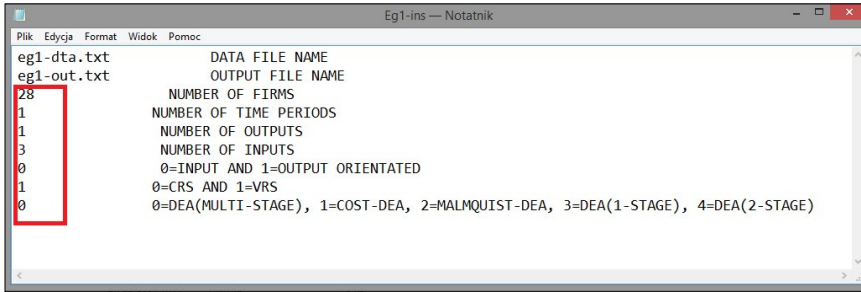 Eg1-ins — Notatnik
Plik Edycja Format Widok Pomoc
eg1-dta.txt DATA FILE NAME
eg1-out.txt OUTPUT FILE NAME
28 NUMBER OF FIRMS
1 NUMBER OF TIME PERIODS
1 NUMBER OF OUTPUTS
3 NUMBER OF INPUTS
0 0=INPUT AND 1=OUTPUT ORIENTATED
1 0=CRS AND 1=VRS
0 0=DEA(MULTI-STAGE), 1=COST-DEA, 2=MALMQUIST-DEA, 3=DEA(1-STAGE), 4=DEA(2-STAGE)